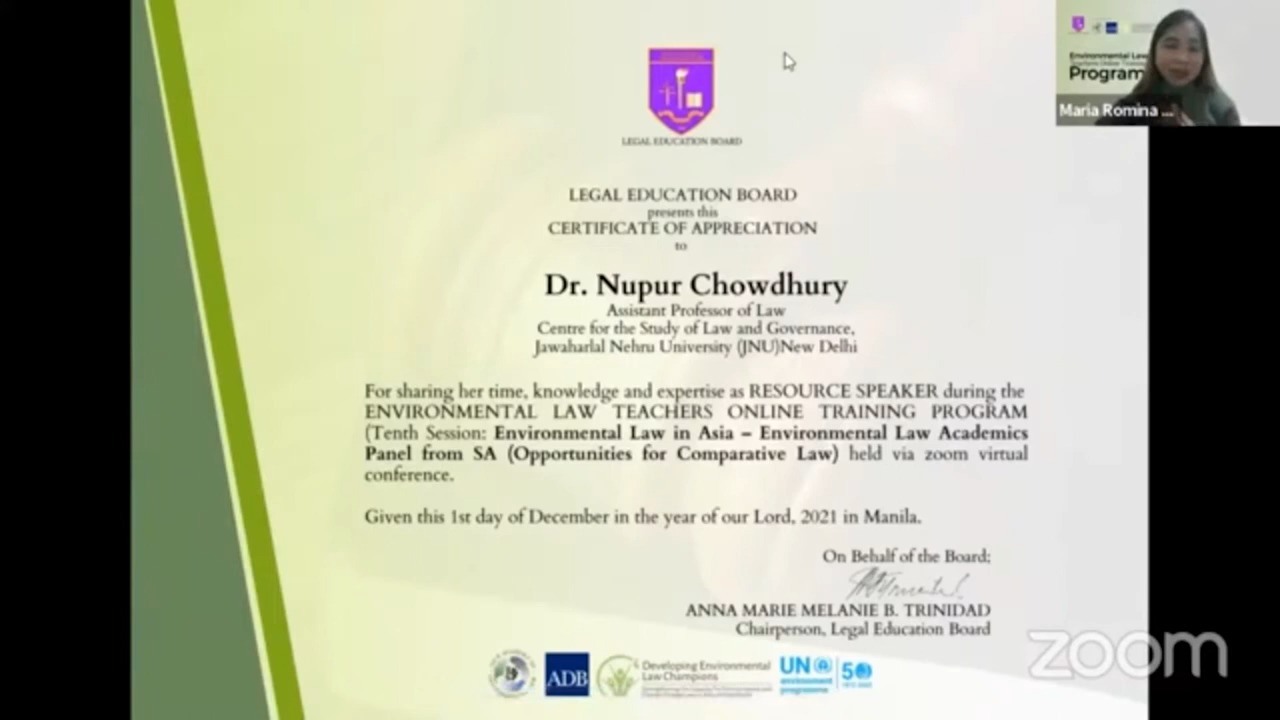 LEGAL EDUCATION BOARD
LEGAL EDUCATION BOARD
presents this
CERTIFICATE OF APPRECIATION
to
Dr. Nupur Chowdhury
Assistant Professor of Law
Centre for the Study of Law and Governance,
Jawaharlal Nehru University (JNU)New Delhi
For sharing her time, knowledge and expertise as RESOURCE SPEAKER during the
ENVIRONMENTAL LAW TEACHERS ONLINE TRAINING PROGRAM
(Tenth Session: Environmental Law in Asia – Environmental Law Academics
Panel from SA (Opportunities for Comparative Law) held via zoom virtual
conference.
Given this 1st day of December in the year of our Lord, 2021 in Manila.
On Behalf of the Board;
ANNA MARIE MELANIE B. TRINIDAD
Chairperson, Legal Education Board
ADB
Developing Environmental
Law Champions
UN
environment
programme
50
Environmental Law
Teachers Online Training
Program
Maria Romina ...
zoom